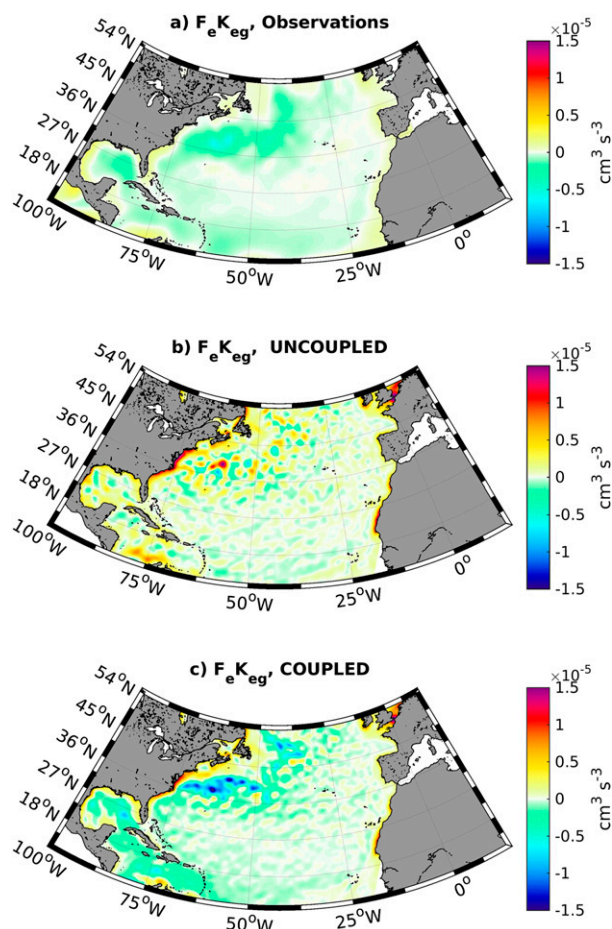 a) FeKeg, Observations
54°N
45°N
36°N
27°N
18°N
100°W
75°W
50°W
25°W
0°
×10-5
1.5
1
0.5
0
-0.5
-1
-1.5
cm3 s-3
b) FeKeg, UNCOUPLED
54°N
45°N
36°N
27°N
18°N
100°W
75°W
50°W
25°W
0°
×10-5
1.5
1
0.5
0
-0.5
-1
-1.5
cm3 s-3
c) FeKeg, COUPLED
54°N
45°N
36°N
27°N
18°N
100°W
75°W
50°W
25°W
0°
×10-5
1.5
1
0.5
0
-0.5
-1
-1.5
cm3 s-3